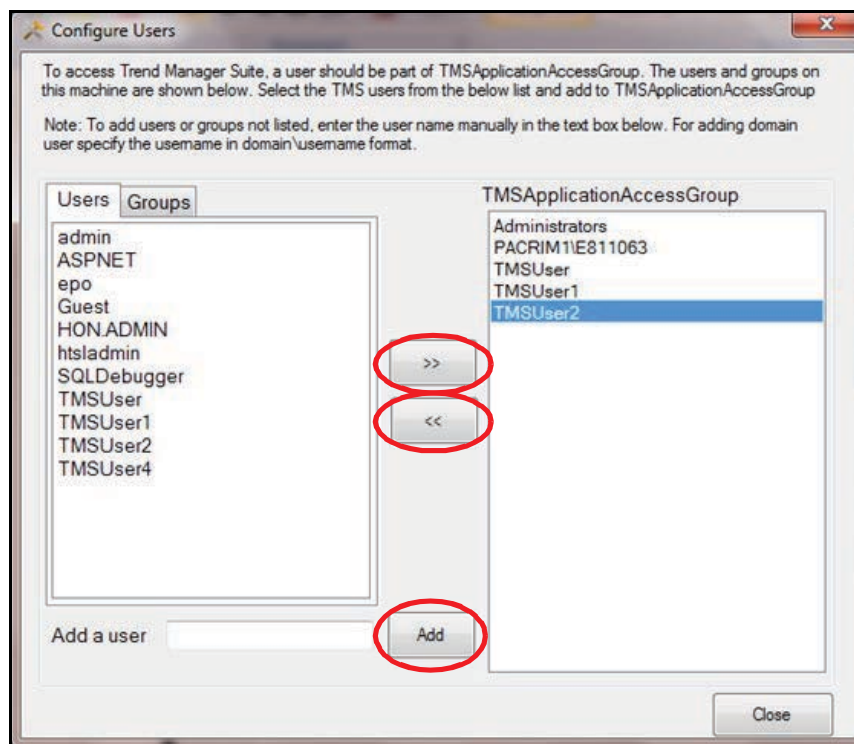 Configure Users
To access Trend Manager Suite, a user should be part of TMSApplicationAccessGroup. The users and groups on
this machine are shown below. Select the TMS users from the below list and add to TMSApplicationAccessGroup
Note: To add users or groups not listed, enter the user name manually in the text box below. For adding domain
user specify the username in domain\username format.
Users
Groups
admin
ASPNET
epo
Guest
HON.ADMIN
htsladmin
SQLDebugger
TMSUser
TMSUser1
TMSUser2
TMSUser4
>>
<<
Add a user
Add
TMSApplicationAccessGroup
Administrators
PACRIM1\E811063
TMSUser
TMSUser1
TMSUser2
Close